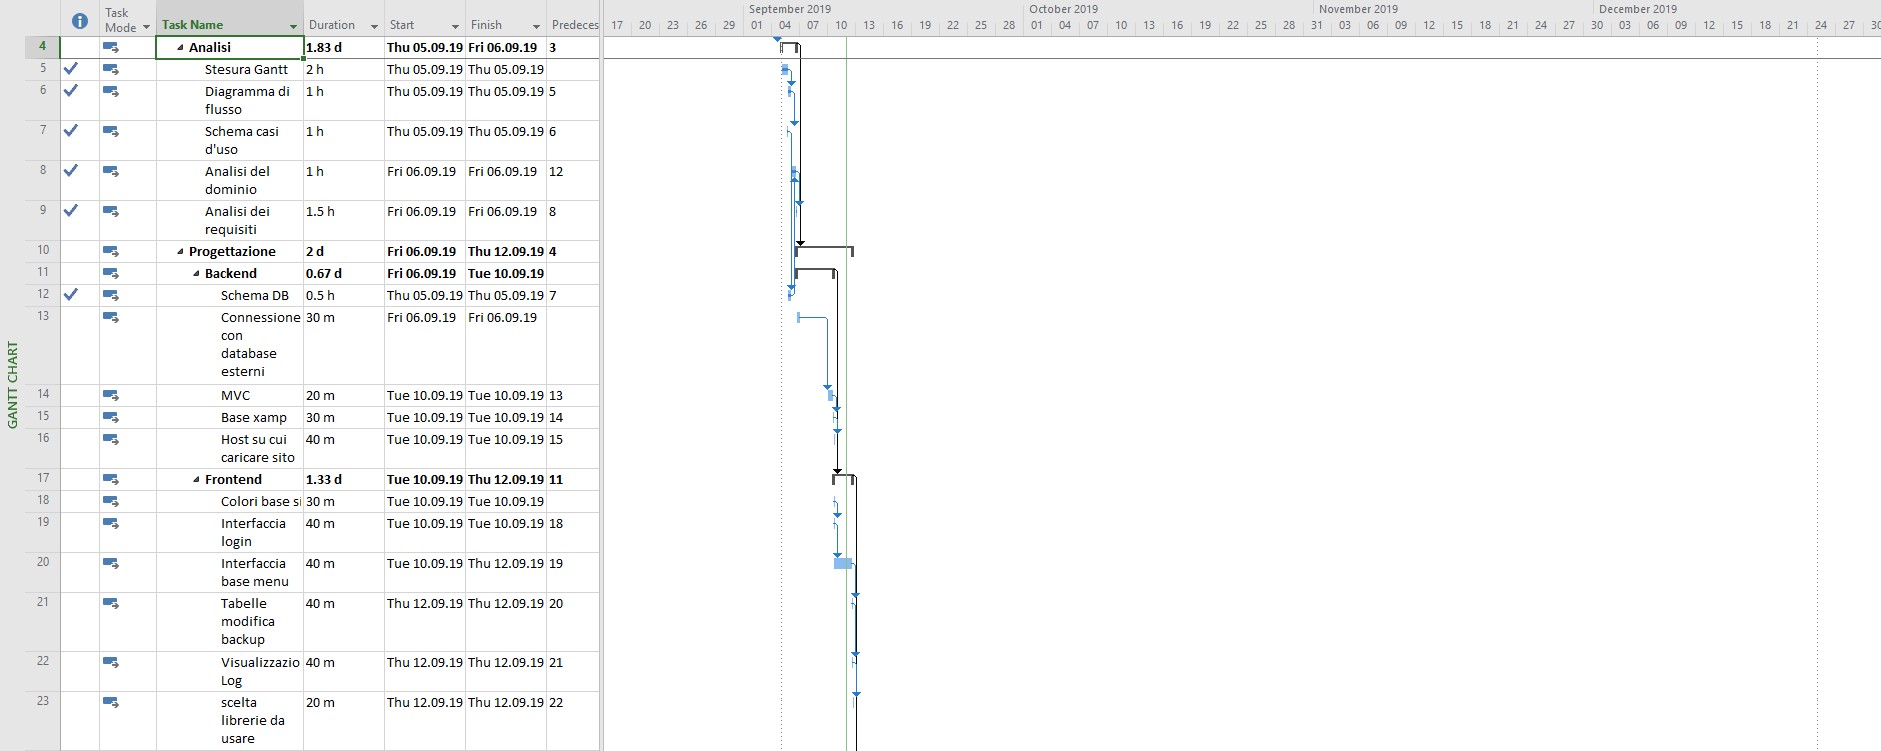 September 2019 October 2019 November 2019 December 2019
Task Mode Task Name Duration Start Finish Predeces
17 20 23 26 29 01 04 07 10 13 16 19 22 25 28 01 04 07 10 13 16 19 22 25 28 31 03 06 09 12 15 18 21 24 27 30 03 06 09 12 15 18 21 24 27 30
4 Analisi 1.83 d Thu 05.09.19 Fri 06.09.19 3
5 Stesura Gantt 2 h Thu 05.09.19 Thu 05.09.19
6 Diagramma di 1 h Thu 05.09.19 Thu 05.09.19 5
flusso
7 Schema casi 1 h Thu 05.09.19 Thu 05.09.19 6
d'uso
8 Analisi del 1 h Fri 06.09.19 Fri 06.09.19 12
dominio
9 Analisi dei 1.5 h Fri 06.09.19 Fri 06.09.19 8
requisiti
10 Progettazione 2 d Fri 06.09.19 Thu 12.09.19 4
11 Backend 0.67 d Fri 06.09.19 Tue 10.09.19
12 Schema DB 0.5 h Thu 05.09.19 Thu 05.09.19 7
13 Connessione 30 m Fri 06.09.19 Fri 06.09.19
con
database
esterni
14 MVC 20 m Tue 10.09.19 Tue 10.09.19 13
15 Base xamp 30 m Tue 10.09.19 Tue 10.09.19 14
16 Host su cui 40 m Tue 10.09.19 Tue 10.09.19 15
caricare sito
17 Frontend 1.33 d Tue 10.09.19 Thu 12.09.19 11
18 Colori base si 30 m Tue 10.09.19 Tue 10.09.19
19 Interfaccia 40 m Tue 10.09.19 Tue 10.09.19 18
login
20 Interfaccia 40 m Tue 10.09.19 Thu 12.09.19 19
base menu
21 Tabelle 40 m Thu 12.09.19 Thu 12.09.19 20
modifica
backup
22 Visualizzazio 40 m Thu 12.09.19 Thu 12.09.19 21
Log
23 scelta 20 m Thu 12.09.19 Thu 12.09.19 22
librerie da
usare
GANTT CHART